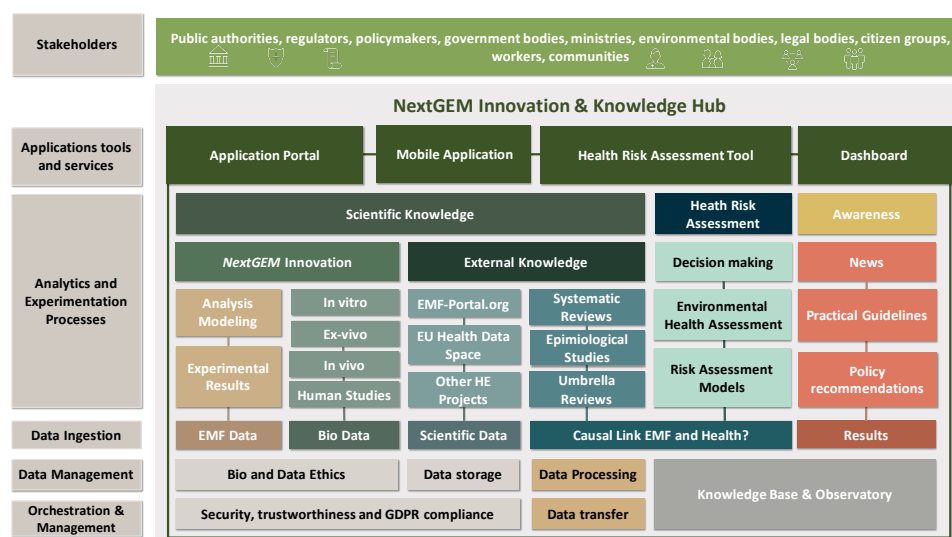 Stakeholders
Public authorities, regulators, policymakers, government bodies, ministries, environmental bodies, legal bodies, citizen groups,
workers, communities
NextGEM Innovation & Knowledge Hub
Applications tools
and services
Application Portal
Mobile Application
Health Risk Assessment Tool
Dashboard
Analytics and
Experimentation
Processes
Scientific Knowledge
Heath Risk
Assessment
Awareness
NextGEM Innovation
External Knowledge
Decision making
News
Analysis
Modeling
Experimental
Results
In vitro
Ex-vivo
In vivo
Human Studies
EMF-Portal.org
EU Health Data
Space
Other HE
Projects
Systematic
Reviews
Epimiological
Studies
Umbrella
Reviews
Environmental
Health Assessment
Risk Assessment
Models
Practical Guidelines
Policy
recommendations
Data Ingestion
EMF Data
Bio Data
Scientific Data
Causal Link EMF and Health?
Results
Data Management
Bio and Data Ethics
Data storage
Data Processing
Knowledge Base & Observatory
Orchestration &
Management
Security, trustworthiness and GDPR compliance
Data transfer